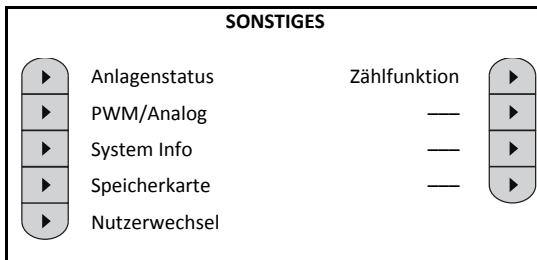 SONSTIGES
Anlagenstatus Zählfunktion
PWM/Analog —
System Info —
Speicherkarte —
Nutzerwechsel